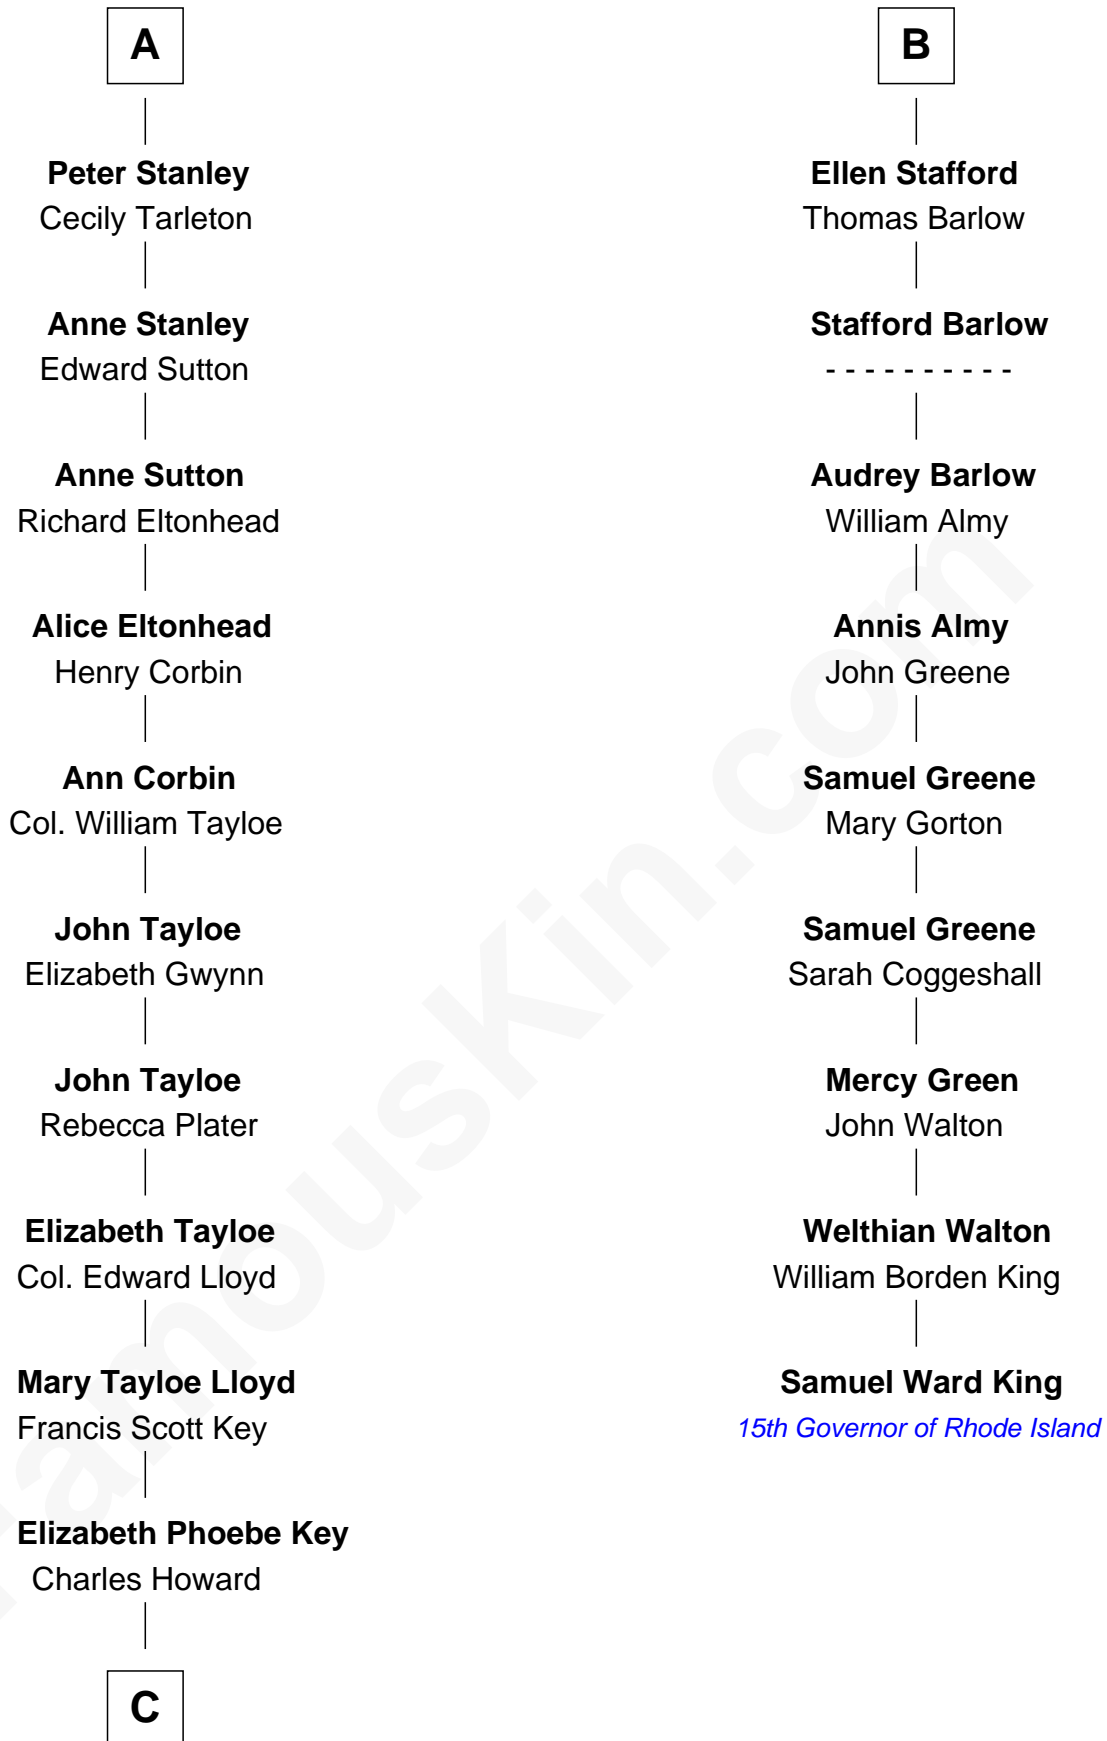 A
Peter Stanley
Cecily Tarleton
Anne Stanley
Edward Sutton
Anne Sutton
Richard Eltonhead
Alice Eltonhead
Henry Corbin
Ann Corbin
Col. William Tayloe
John Tayloe
Elizabeth Gwynn
John Tayloe
Rebecca Plater
Elizabeth Tayloe
Col. Edward Lloyd
Mary Tayloe Lloyd
Francis Scott Key
Elizabeth Phoebe Key
Charles Howard
C
B
Ellen Stafford
Thomas Barlow
Stafford Barlow
- - - - - - - - - -
Audrey Barlow
William Almy
Annis Almy
John Greene
Samuel Greene
Mary Gorton
Samuel Greene
Sarah Coggeshall
Mercy Green
John Walton
Welthian Walton
William Borden King
Samuel Ward King
15th Governor of Rhode Island
FamousKin.com